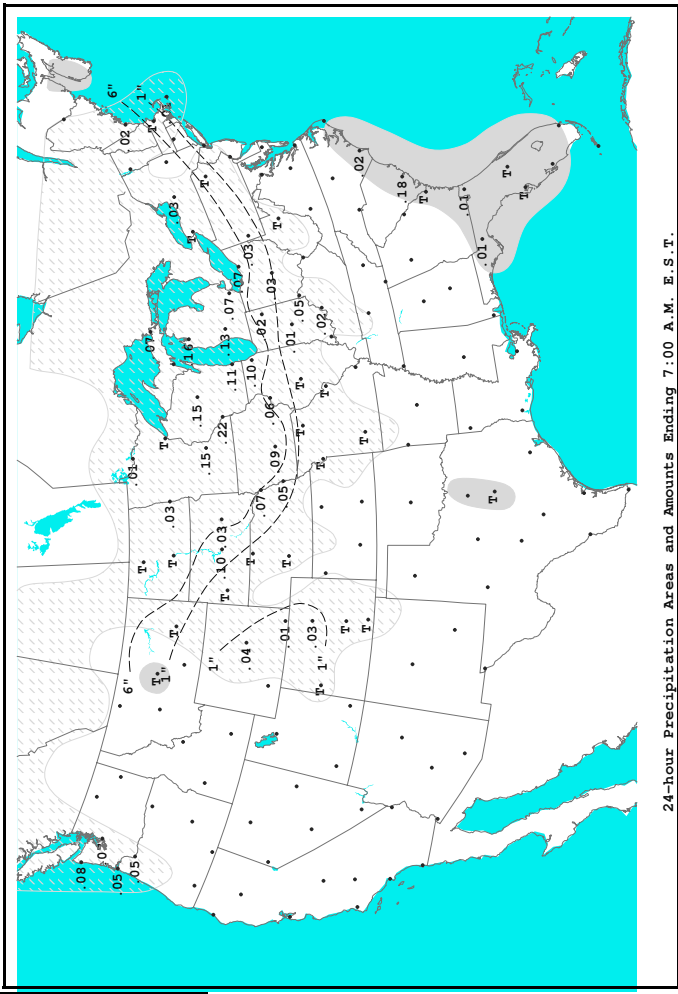 .08
6"
.05
.02
6"
.01
.05
1"
T
.07
T
T
T
1"
.03
T
.03
T
.16
T
.15
T
.15
1"
.22
.10
.03
.13
T
.07
.11
.07
.04
.03
T
.10
.07
.02
.06
.03
.09
T
.05
.01
T
.01
.05
T
T
.03
T
.02
T
1"
T
T
.02
T
T
.18
T
.01
.01
T
T
T
24-hour Precipitation Areas and Amounts Ending 7:00 A.M. E.S.T.